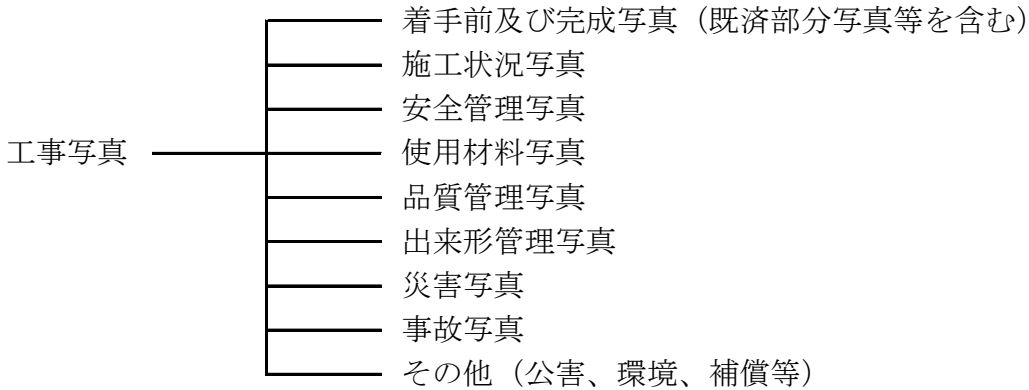 着手前及び完成写真（既済部分写真等を含む）
施工状況写真
安全管理写真
工事写真
使用材料写真
品質管理写真
出来形管理写真
災害写真
事故写真
その他（公害、環境、補償等）